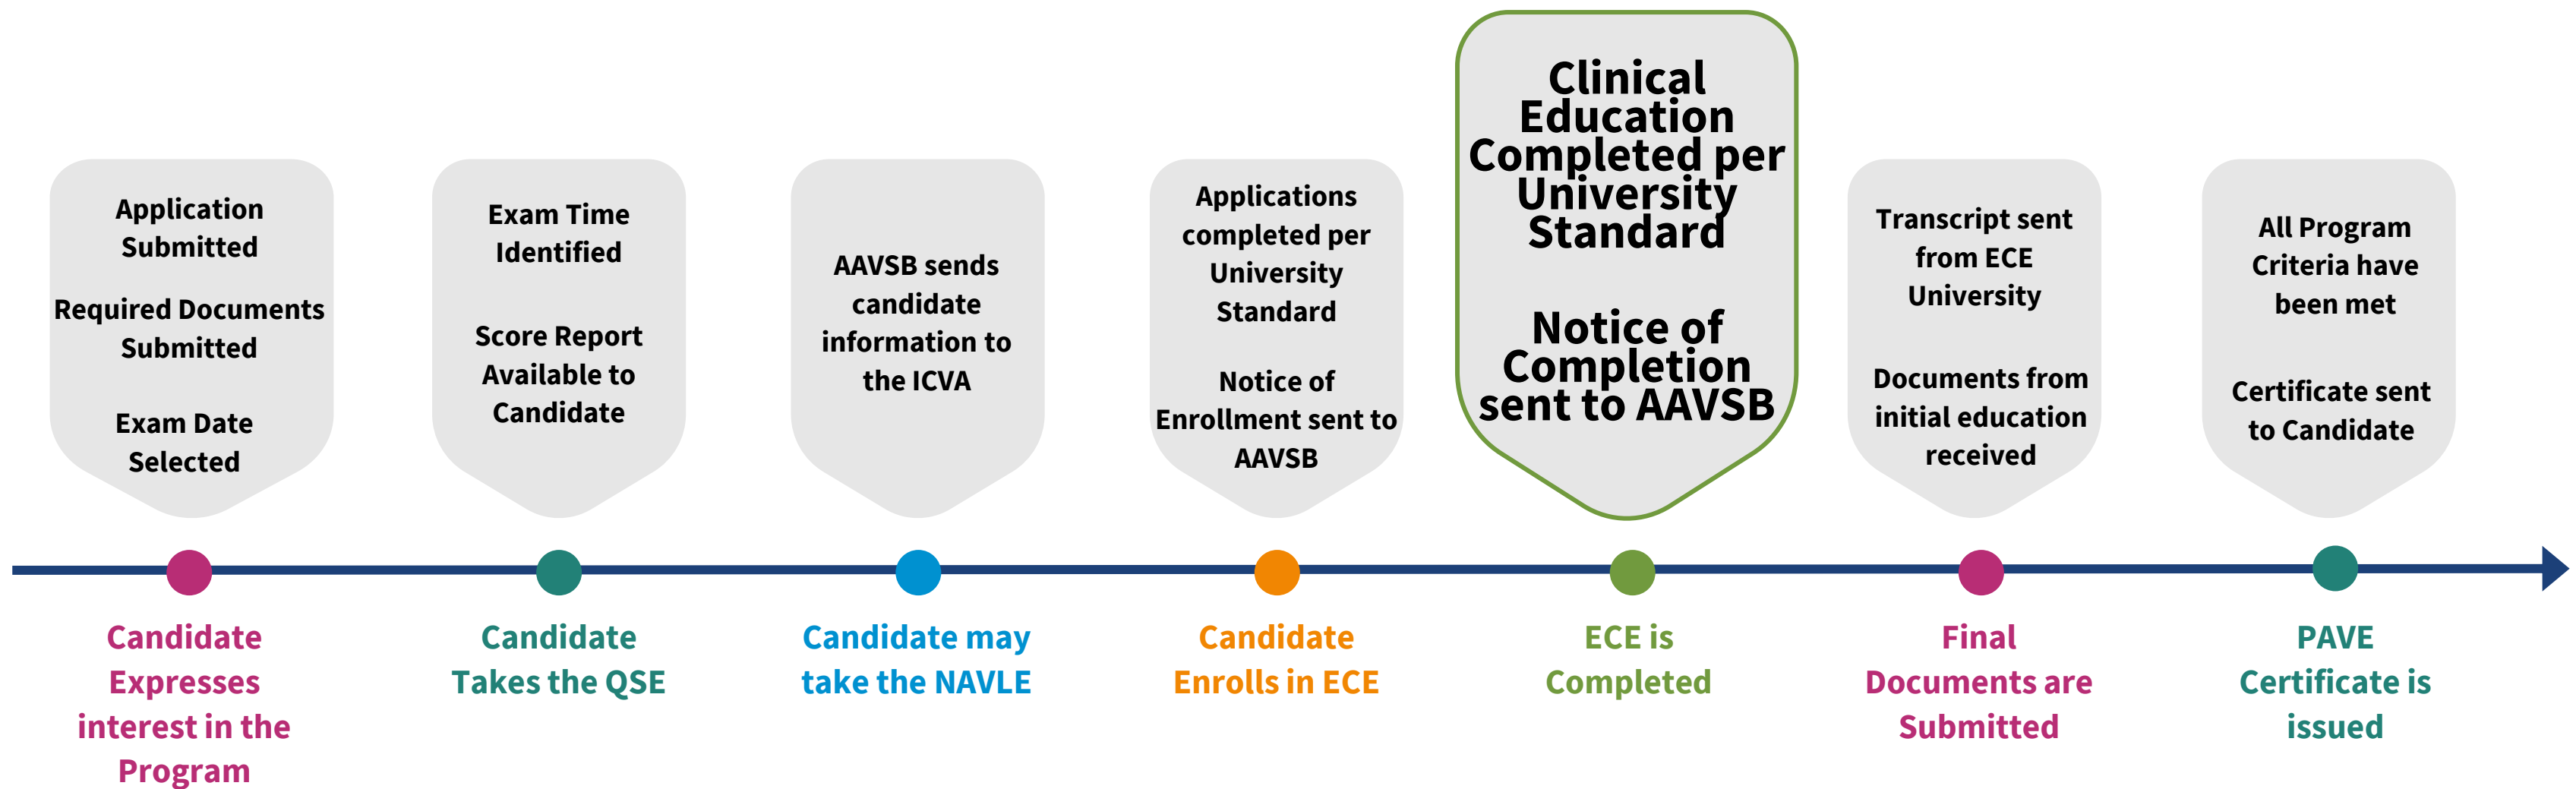 Application
Submitted
Required Documents
Submitted
Exam Date
Selected
Candidate
Expresses
interest in the
Program
Exam Time
Identified
Score Report
Available to
Candidate
Candidate
Takes the QSE
AAVSB sends
candidate
information to
the ICVA
Candidate may
take the NAVLE
Applications
completed per
University
Standard
Notice of
Enrollment sent to
AAVSB
Candidate
Enrolls in ECE
Clinical
Education
Completed per
University
Standard
Notice of
Completion
sent to AAVSB
ECE is
Completed
Transcript sent
from ECE
University
Documents from
initial education
received
Final
Documents are
Submitted
All Program
Criteria have
been met
Certificate sent
to Candidate
PAVE
Certificate is
issued